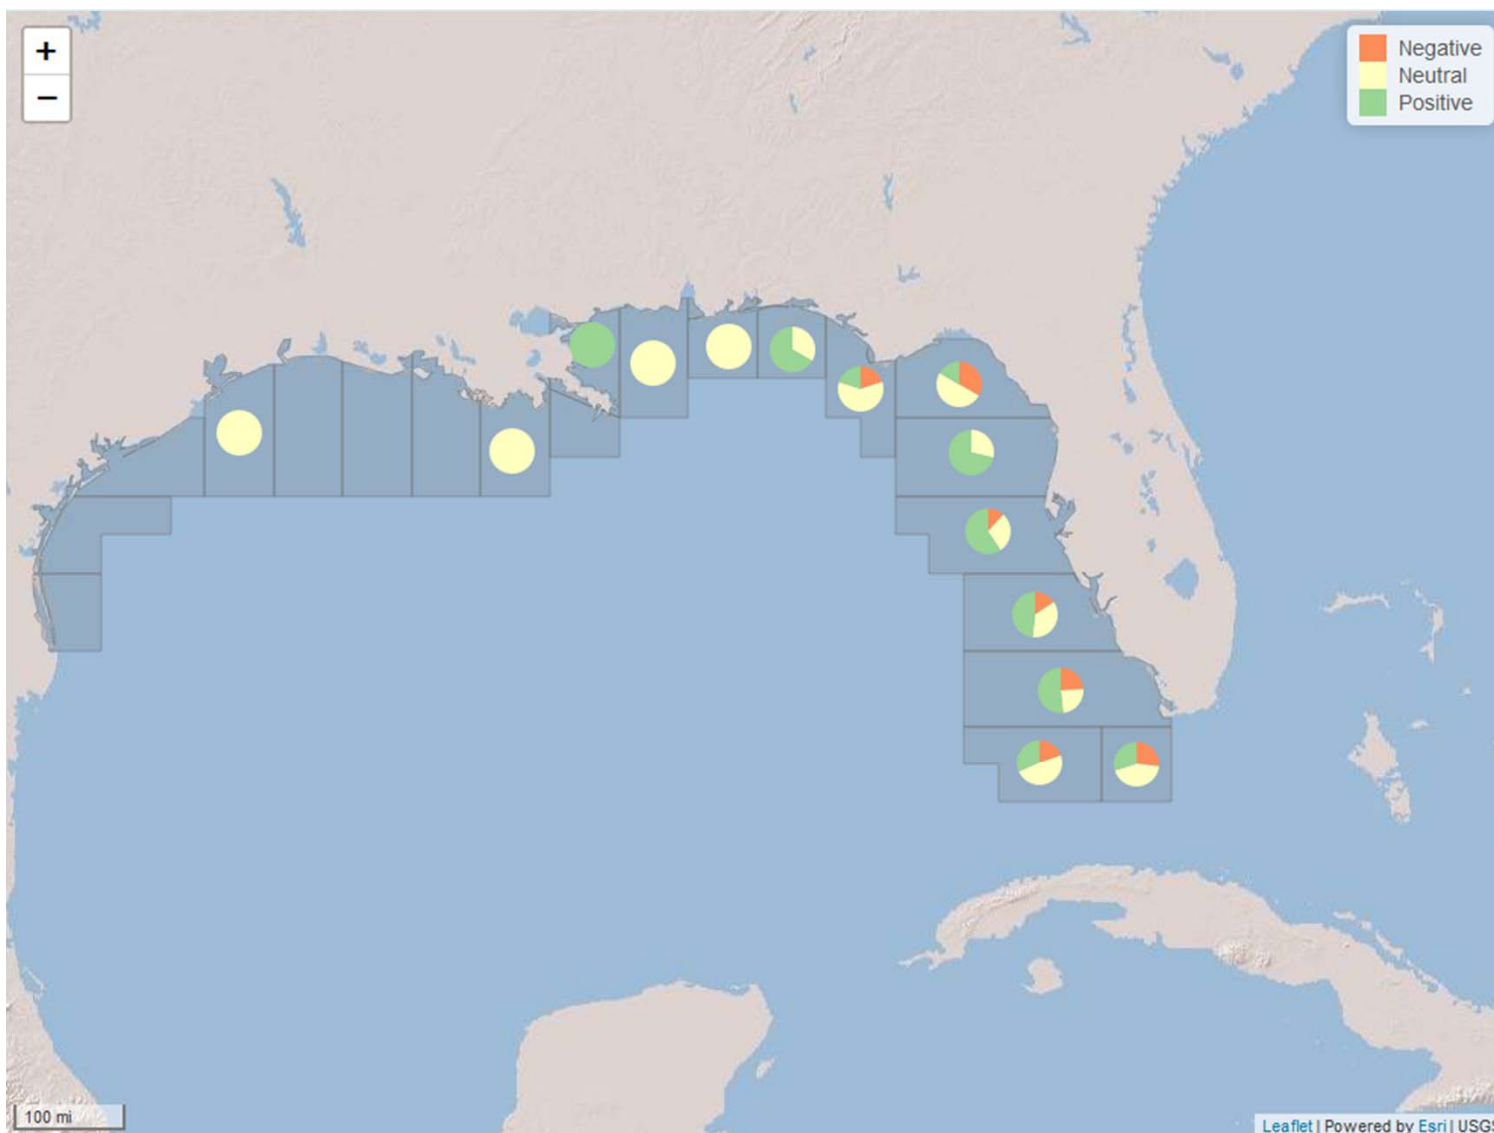 +
−
Negative
Neutral
Positive
100 mi
Leaflet | Powered by Esri | USGS